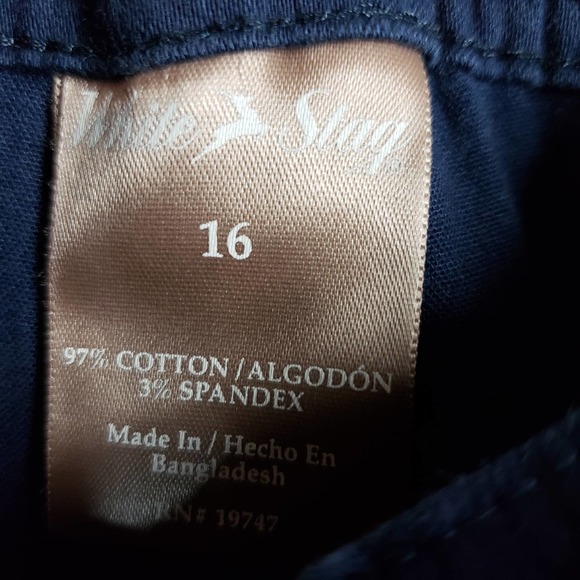 White Stag
16
97% COTTON / ALGODÓN
3% SPANDEX
Made In / Hecho En
Bangladesh
RN# 19747